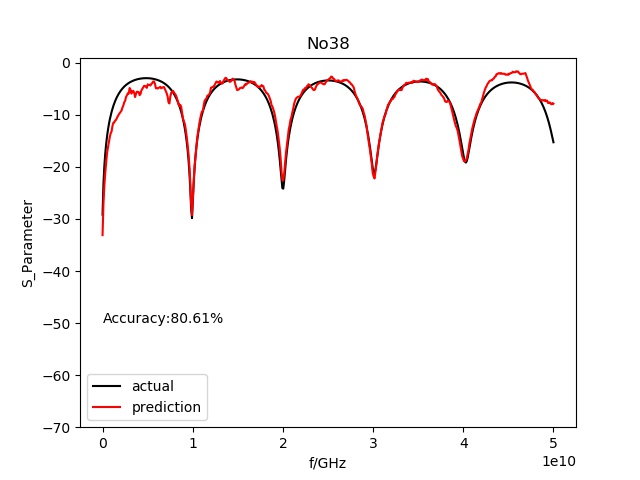 No38
0
−10
−20
−30
−40
−50
−60
−70
S_Parameter
Accuracy:80.61%
actual
prediction
0 1 2 3 4 5
1e10
f/GHz